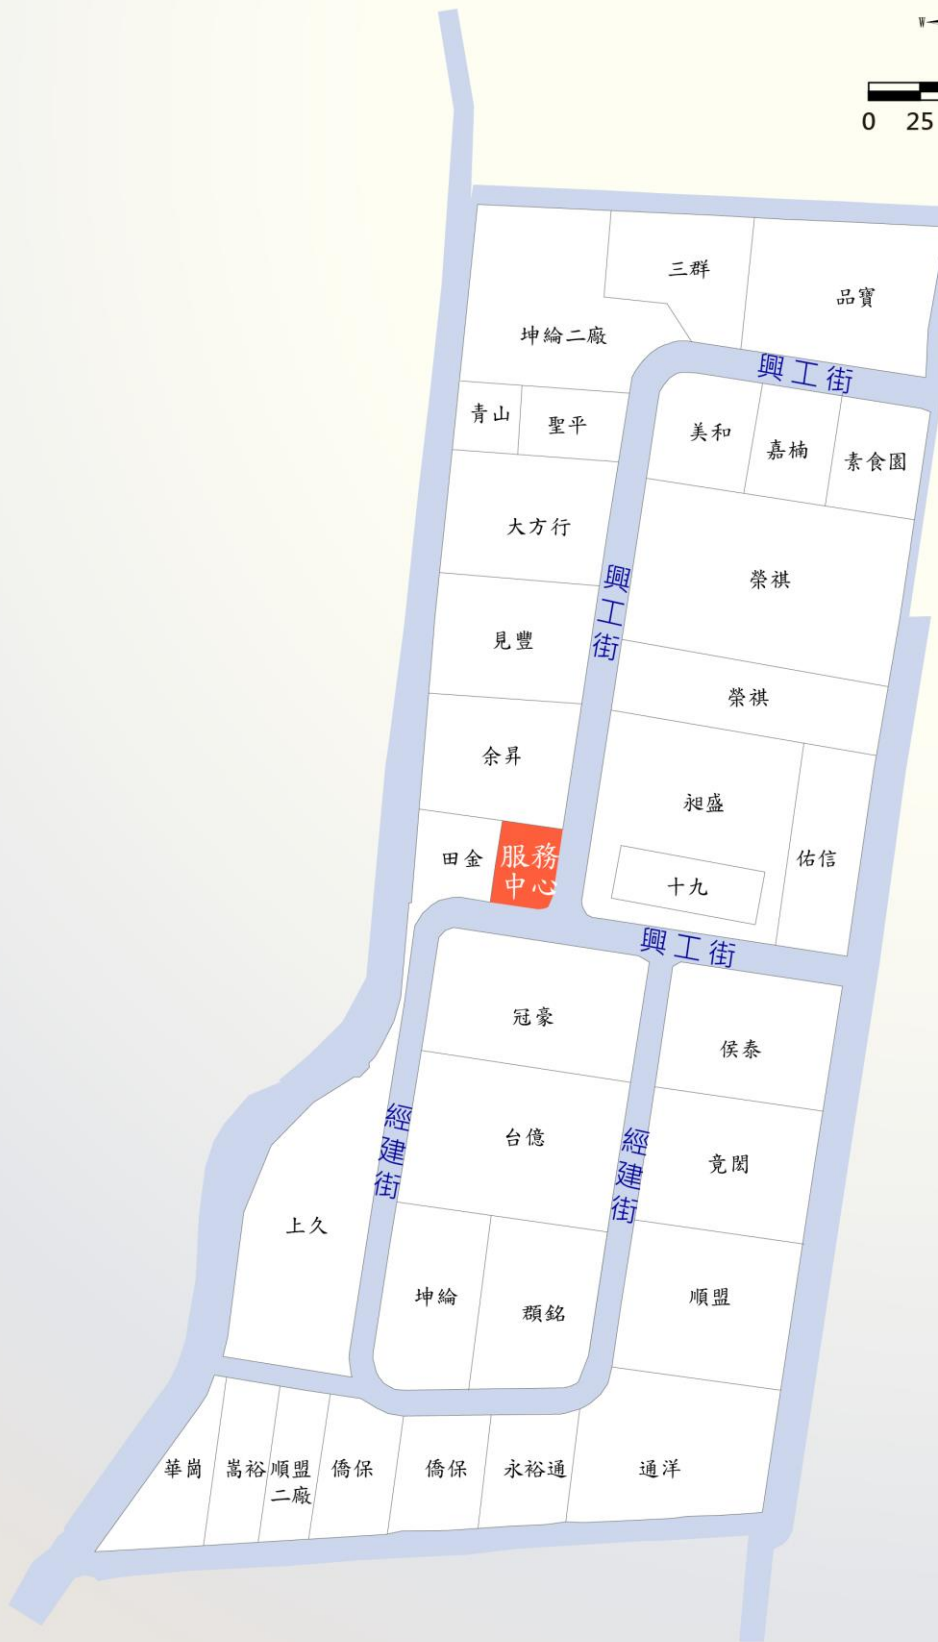 W
0 25
三群
品寶
坤綸二廠
興工街
青山
聖平
美和
嘉楠
素食園
大方行
榮祺
興工街
見豐
榮祺
余昇
昶盛
田金
服務
中心
佑信
十九
興工街
冠豪
侯泰
經建街
台億
經建街
竟閎
上久
坤綸
順盟
銘
華崗
嵩裕
順盟
二廠
僑保
僑保
永裕通
通洋